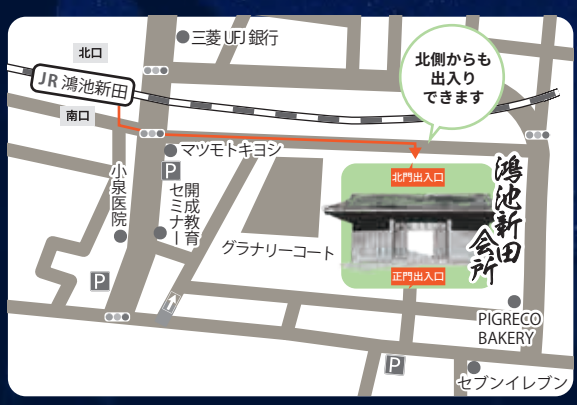 三菱UFJ銀行
北口
JR 鴻池新田
南口
北側からも
出入り
できます
マツモトキヨシ
P
小泉医院
開成教育
セミナー
グラナリーコート
北門出入口
鴻池新田
会所
正門出入口
P
PIGRECO
BAKERY
P
セブンイレブン